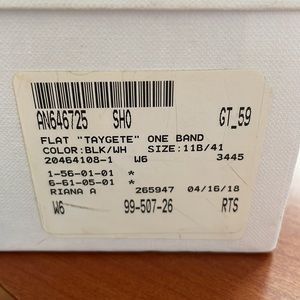 AN646725 SHO GT_59
FLAT "TAYGETE" ONE BAND
COLOR:BLK/WH SIZE:11B/41
20464108-1 W6 3445
1-56-01-01 *
6-61-05-01 *
RIANA A 265947 04/16/18
W6 99-507-26 RTS